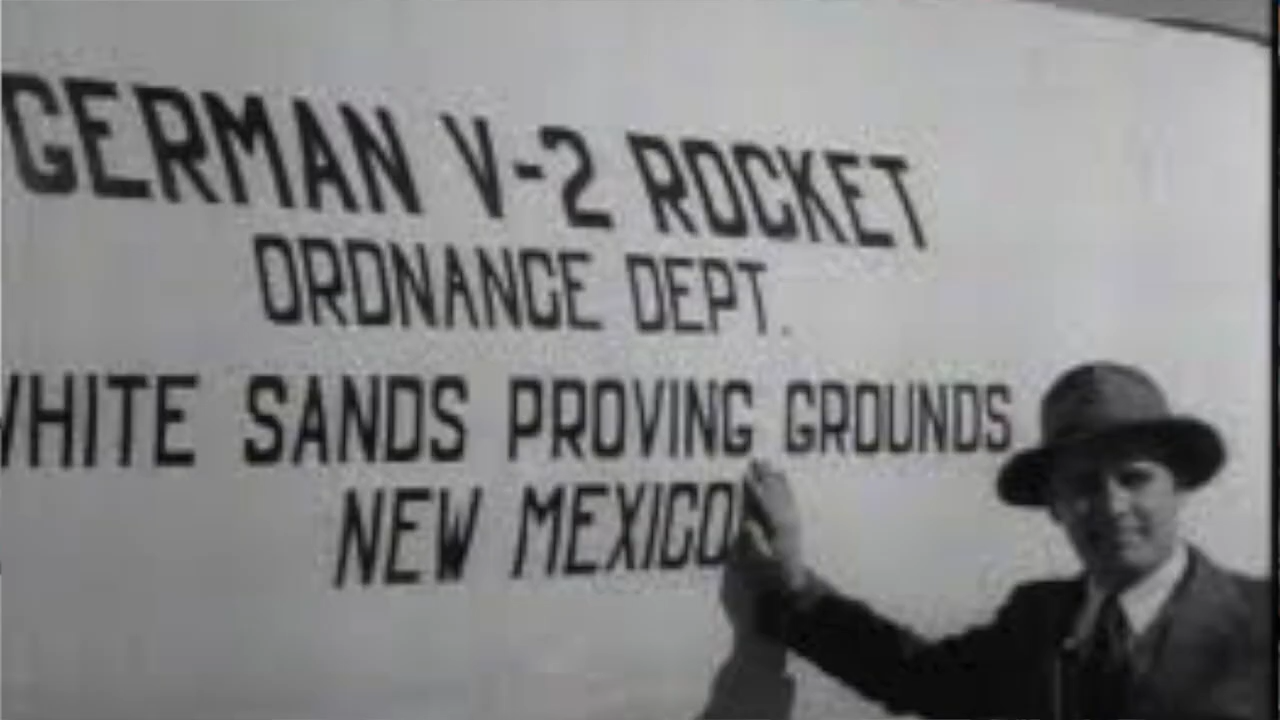 GERMAN V-2 ROCKET
ORDNANCE DEPT.
WHITE SANDS PROVING GROUNDS
NEW MEXICO